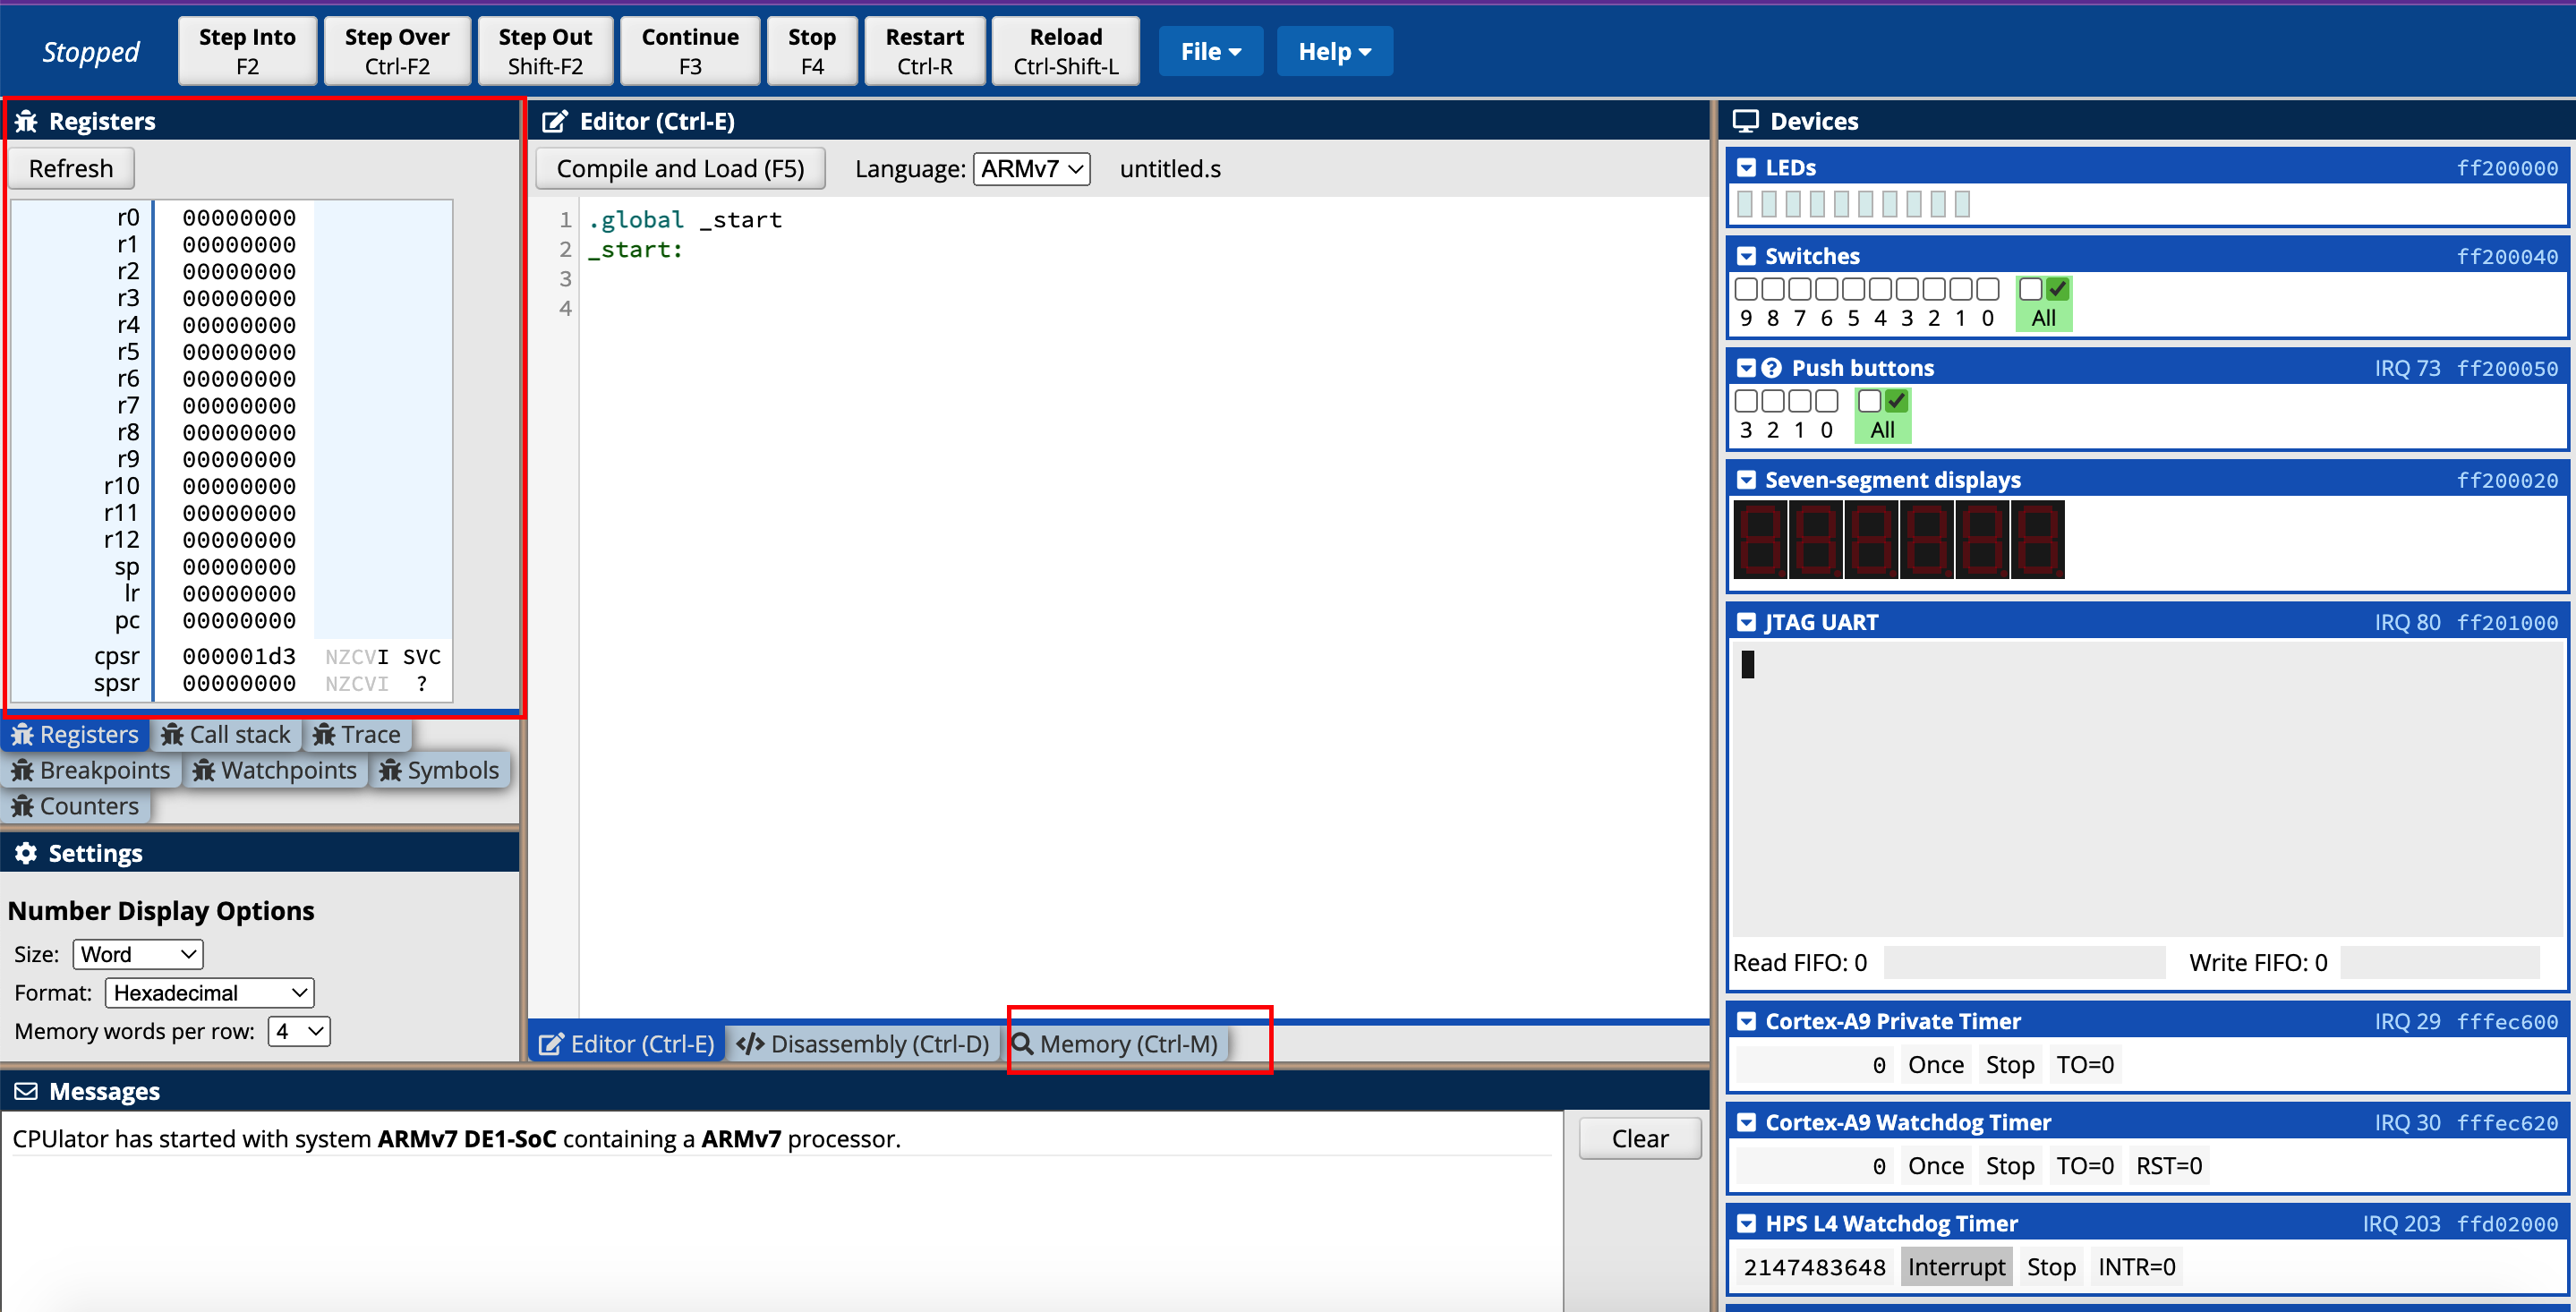 Stopped
Step Into
F2
Step Over
Ctrl-F2
Step Out
Shift-F2
Continue
F3
Stop
F4
Restart
Ctrl-R
Reload
Ctrl-Shift-L
File
Help
Registers
Refresh
r0 00000000
r1 00000000
r2 00000000
r3 00000000
r4 00000000
r5 00000000
r6 00000000
r7 00000000
r8 00000000
r9 00000000
r10 00000000
r11 00000000
r12 00000000
sp 00000000
lr 00000000
pc 00000000
cpsr 000001d3 NZCVI SVC
spsr 00000000 NZCVI ?
Registers Call stack Trace
Breakpoints Watchpoints Symbols
Counters
Settings
Number Display Options
Size: Word
Format: Hexadecimal
Memory words per row: 4
Editor (Ctrl-E)
Compile and Load (F5) Language: ARMv7 untitled.s
1 .global _start
2 _start:
3
4
Editor (Ctrl-E) Disassembly (Ctrl-D) Memory (Ctrl-M)
Messages
CPUlator has started with system ARMv7 DE1-SoC containing a ARMv7 processor.
Clear
Devices
LEDs ff200000
Switches ff200040
9 8 7 6 5 4 3 2 1 0 All
Push buttons IRQ 73 ff200050
3 2 1 0 All
Seven-segment displays ff200020
JTAG UART IRQ 80 ff201000
Read FIFO: 0 Write FIFO: 0
Cortex-A9 Private Timer IRQ 29 fffec600
0 Once Stop TO=0
Cortex-A9 Watchdog Timer IRQ 30 fffec620
0 Once Stop TO=0 RST=0
HPS L4 Watchdog Timer IRQ 203 ffd02000
2147483648 Interrupt Stop INTR=0